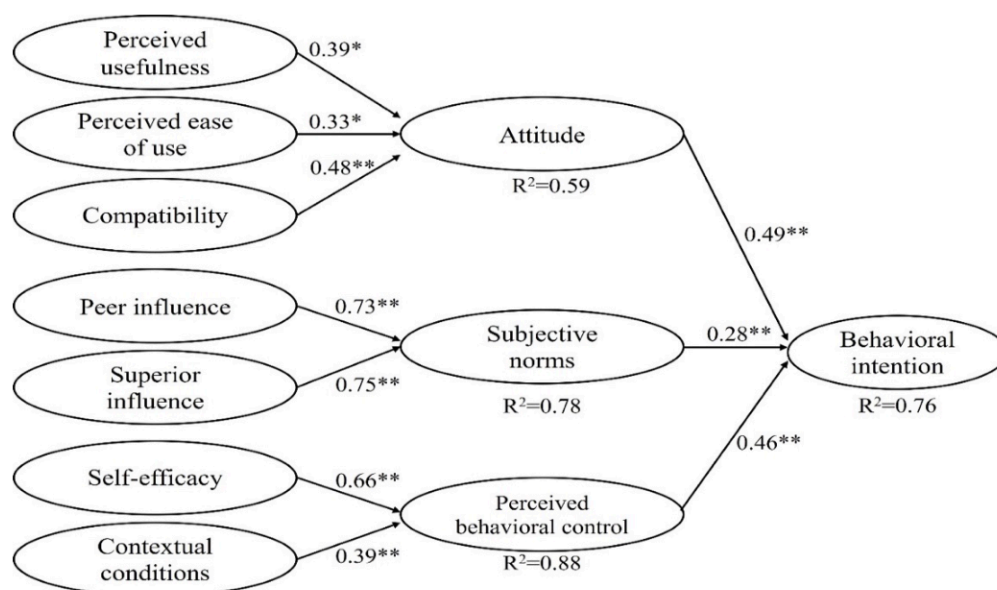 Perceived
usefulness
0.39*
Perceived ease
of use
0.33*
Compatibility
0.48**
Attitude
R²=0.59
0.49**
Peer influence
0.73**
Superior
influence
0.75**
Subjective
norms
R²=0.78
0.28**
Behavioral
intention
R²=0.76
Self-efficacy
0.66**
Contextual
conditions
0.39**
Perceived
behavioral control
R²=0.88
0.46**